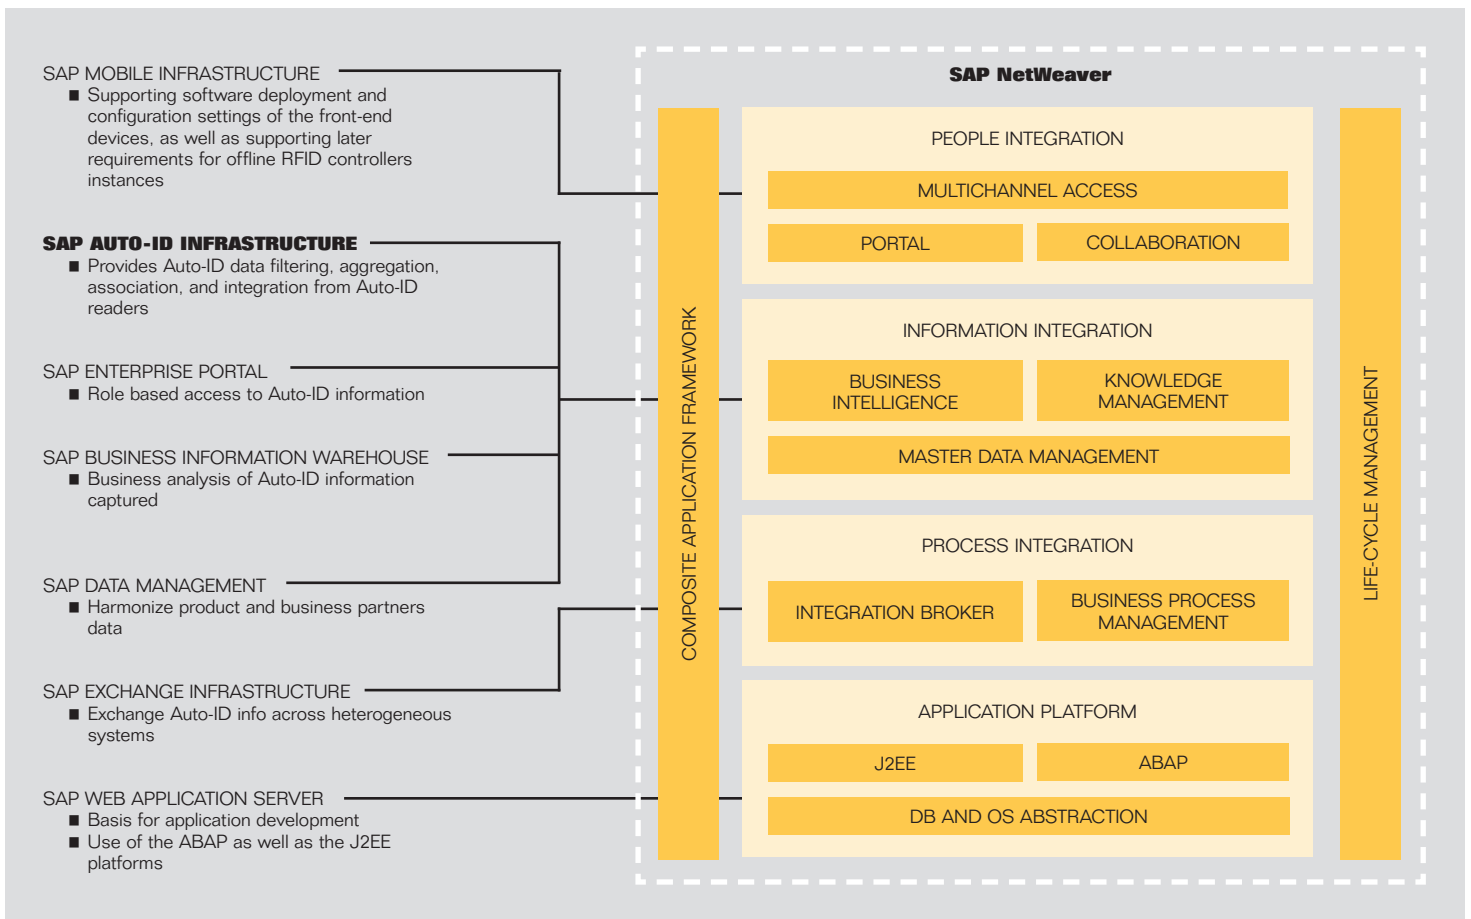 SAP MOBILE INFRASTRUCTURE
■ Supporting software deployment and
configuration settings of the front-end
devices, as well as supporting later
requirements for offline RFID controllers
instances
SAP AUTO-ID INFRASTRUCTURE
■ Provides Auto-ID data filtering, aggregation,
association, and integration from Auto-ID
readers
SAP ENTERPRISE PORTAL
■ Role based access to Auto-ID information
SAP BUSINESS INFORMATION WAREHOUSE
■ Business analysis of Auto-ID information
captured
SAP DATA MANAGEMENT
■ Harmonize product and business partners
data
SAP EXCHANGE INFRASTRUCTURE
■ Exchange Auto-ID info across heterogeneous
systems
SAP WEB APPLICATION SERVER
■ Basis for application development
■ Use of the ABAP as well as the J2EE
platforms
SAP NetWeaver
COMPOSITE APPLICATION FRAMEWORK
PEOPLE INTEGRATION
MULTICHANNEL ACCESS
PORTAL
COLLABORATION
INFORMATION INTEGRATION
BUSINESS
INTELLIGENCE
KNOWLEDGE
MANAGEMENT
MASTER DATA MANAGEMENT
PROCESS INTEGRATION
INTEGRATION BROKER
BUSINESS PROCESS
MANAGEMENT
APPLICATION PLATFORM
J2EE
ABAP
DB AND OS ABSTRACTION
LIFE-CYCLE MANAGEMENT